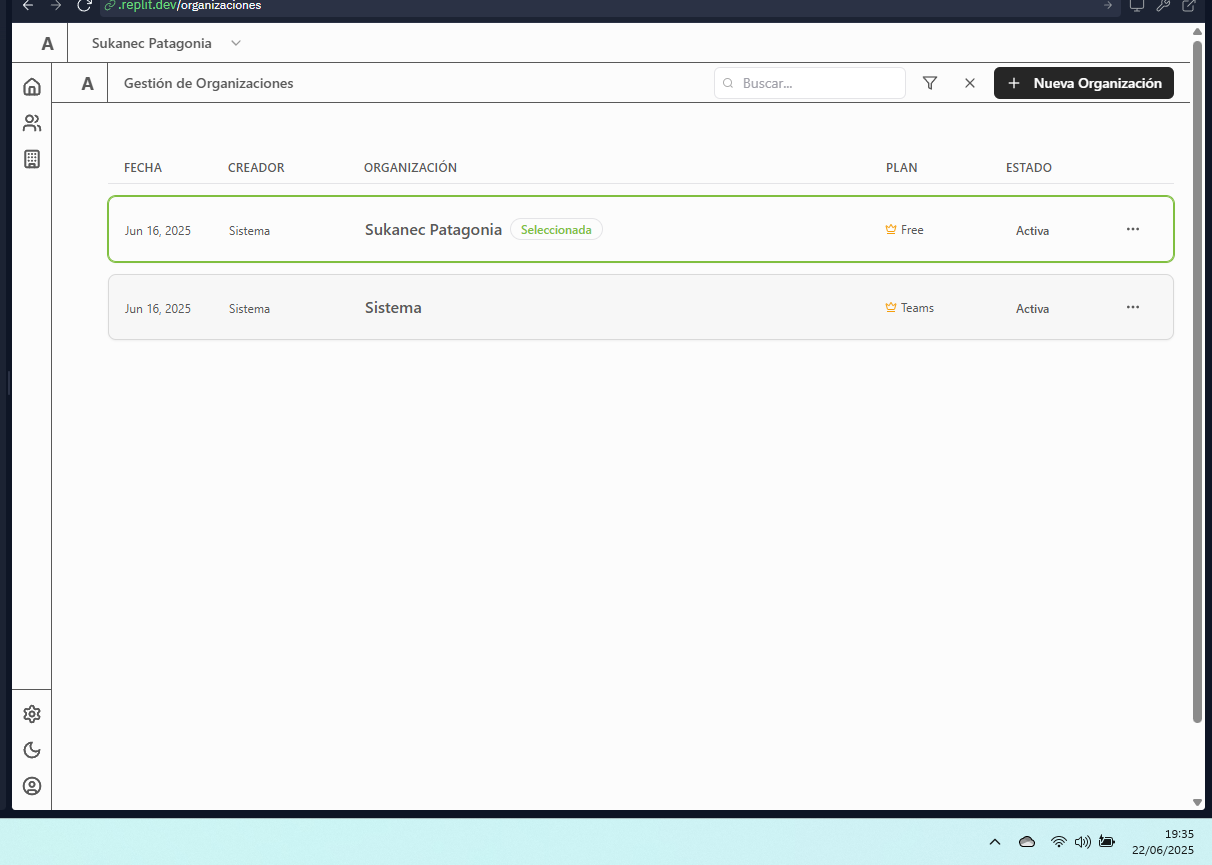 .replit.dev/organizaciones
A
Sukanec Patagonia
A
Gestión de Organizaciones
Buscar...
Nueva Organización
FECHA CREADOR ORGANIZACIÓN PLAN ESTADO
Jun 16, 2025 Sistema Sukanec Patagonia Seleccionada Free Activa
Jun 16, 2025 Sistema Sistema Teams Activa
19:35
22/06/2025